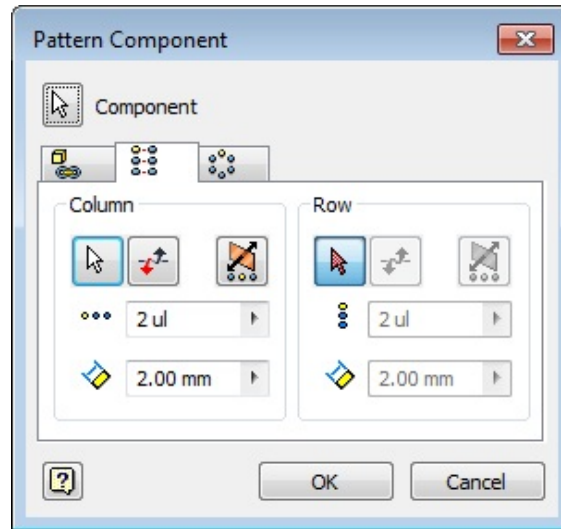 Pattern Component
Component
Column
Row
2 ul
2 ul
2.00 mm
2.00 mm
?
OK
Cancel